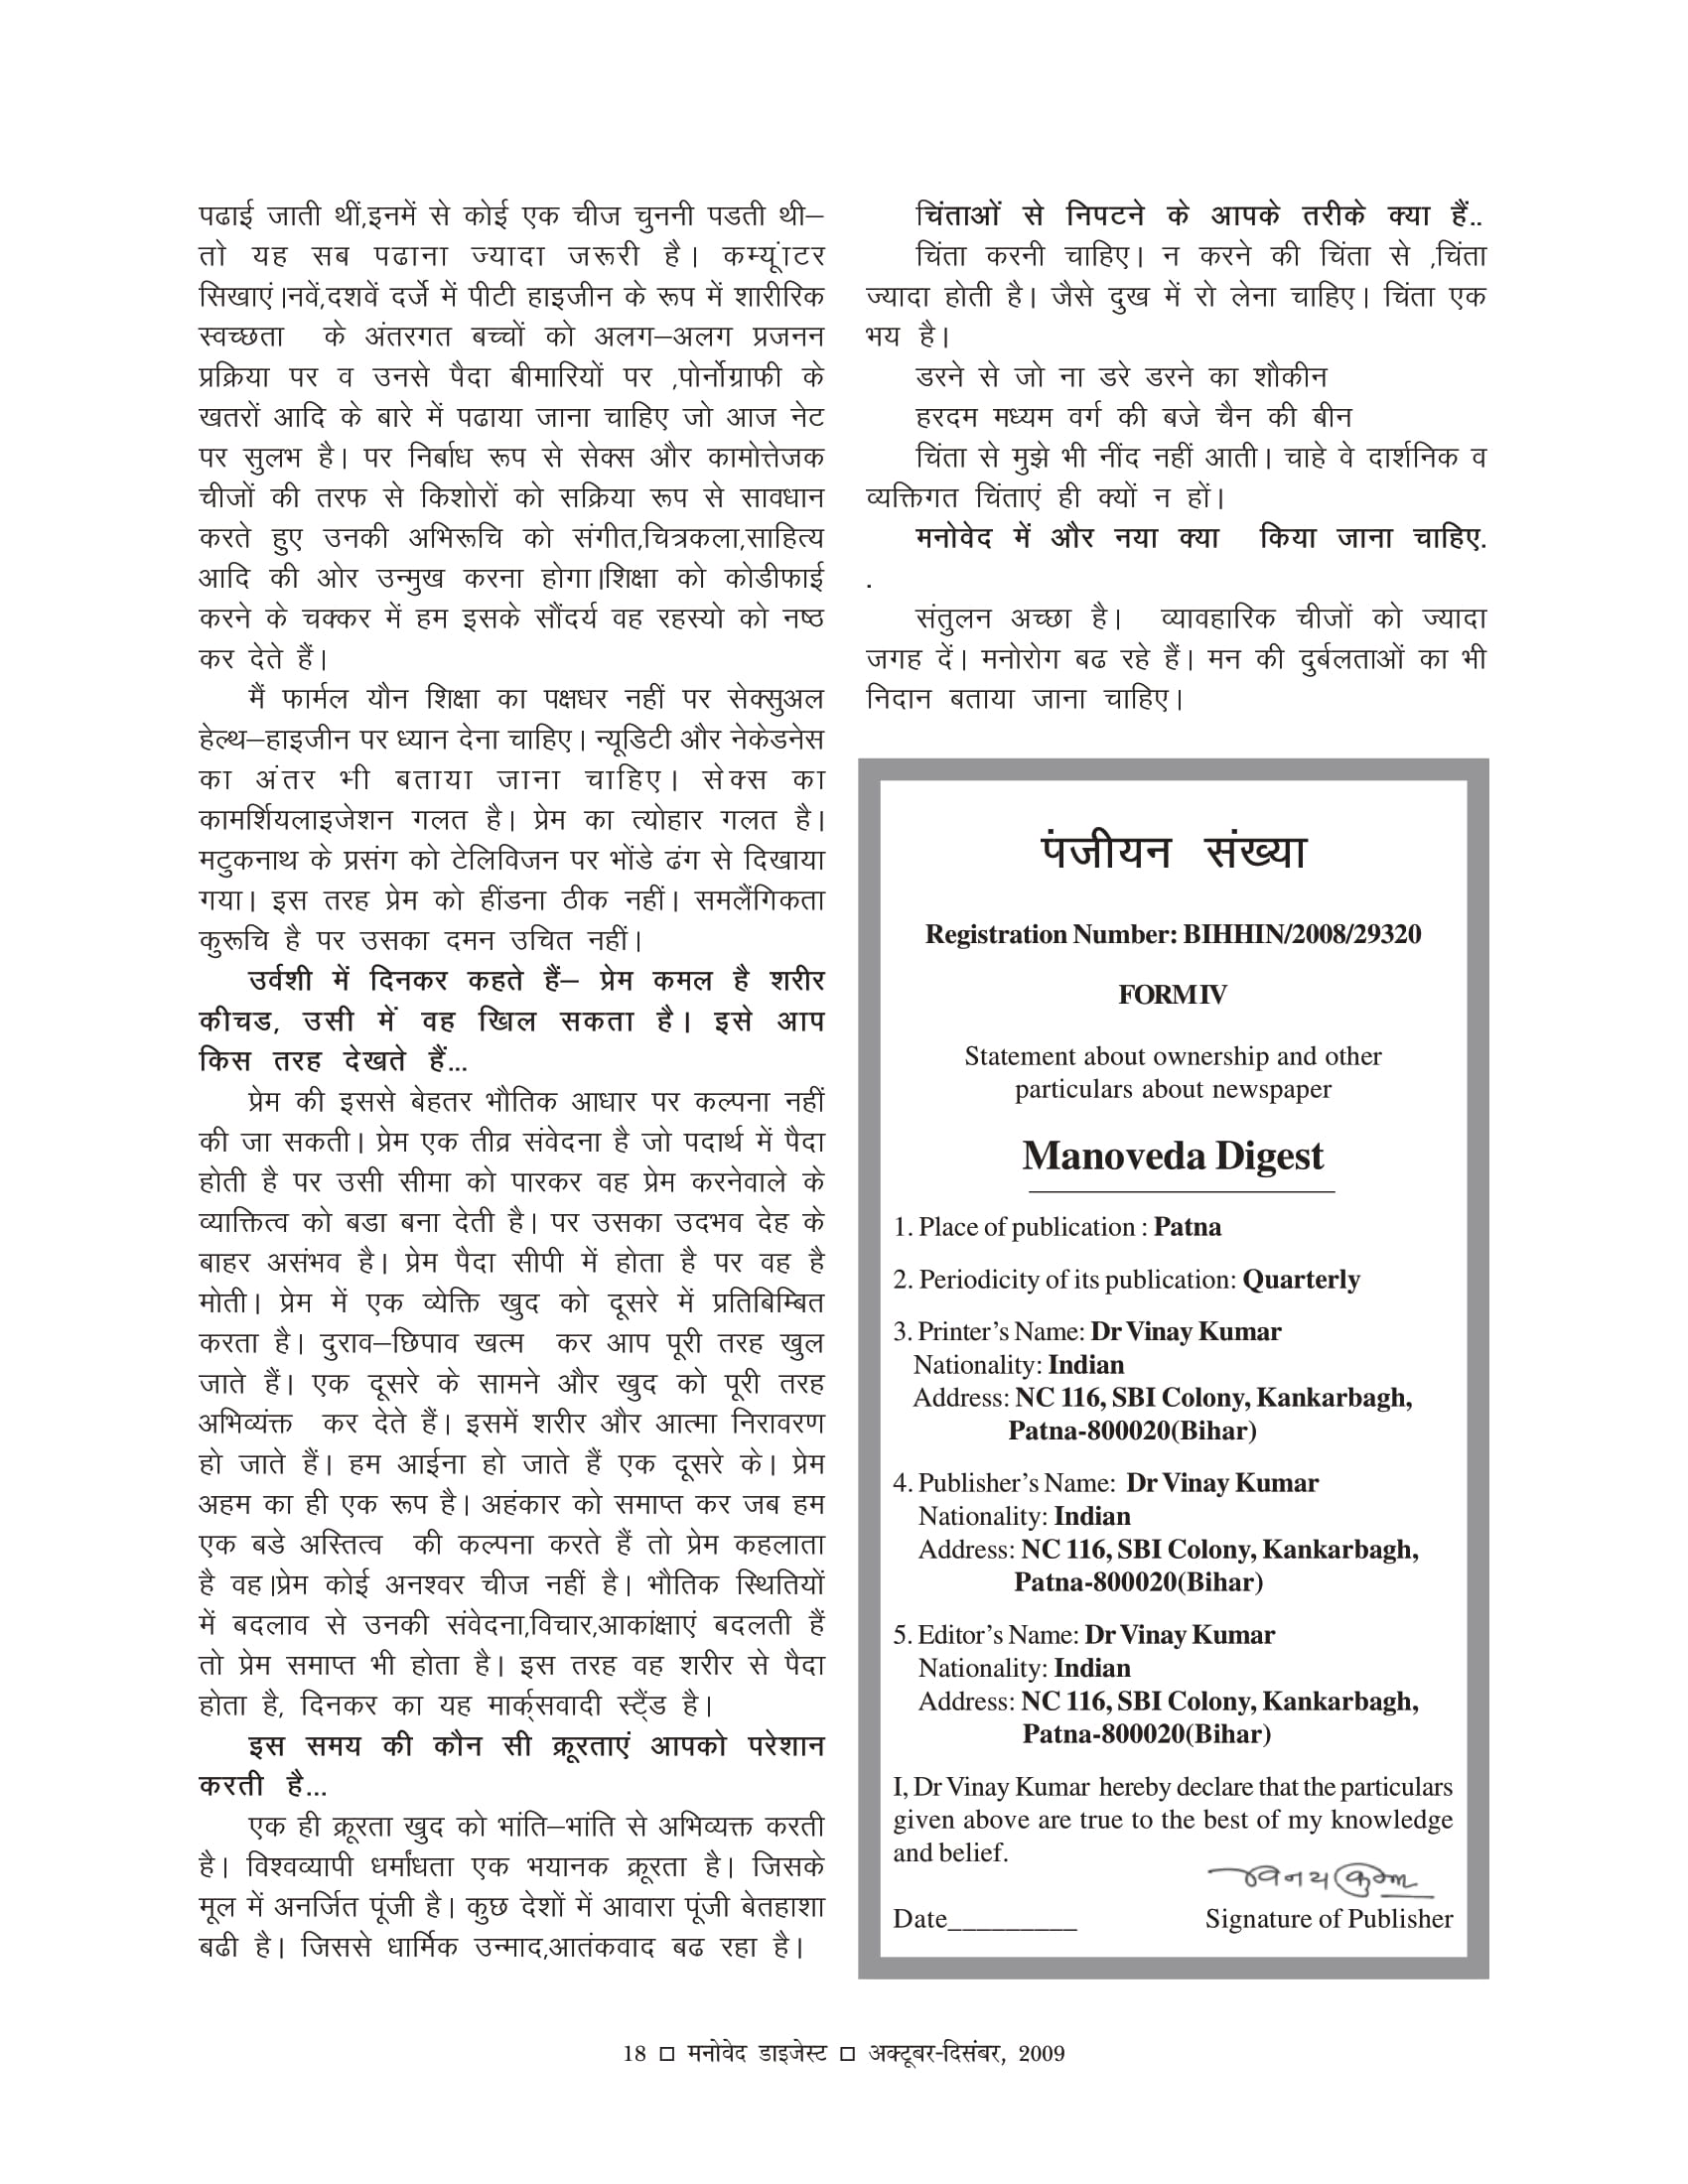 पढाई जाती थीं,इनमें से कोई एक चीज चुननी पडती थी–
तो यह सब पढाना ज्यादा जरूरी है। कम्यूंाटर
सिखाएं।नवें,दशवें दर्जे में पीटी हाइजीन के रूप में शारीरिक
स्वच्छता के अंतरगत बच्चों को अलग–अलग प्रजनन
प्रक्रिया पर व उनसे पैदा बीमारियों पर ,पोर्नोग्राफी के
खतरों आदि के बारे में पढाया जाना चाहिए जो आज नेट
पर सुलभ है। पर निर्बाध रूप से सेक्स और कामोत्तेजक
चीजों की तरफ से किशोरों को सक्रिया रूप से सावधान
करते हुए उनकी अभिरूचि को संगीत,चित्रकला,साहित्य
आदि की ओर उन्मुख करना होगा।शिक्षा को कोडीफाई
करने के चक्कर में हम इसके सौंदर्य वह रहस्यो को नष्ठ
कर देते हैं।
मैं फार्मल यौन शिक्षा का पक्षधर नहीं पर सेक्सुअल
हेल्थ–हाइजीन पर ध्यान देना चाहिए। न्यूडिटी और नेकेडनेस
का अंतर भी बताया जाना चाहिए। सेक्स का
कामर्शियलाइजेशन गलत है। प्रेम का त्योहार गलत है।
मटुकनाथ के प्रसंग को टेलिविजन पर भोंडे ढंग से दिखाया
गया। इस तरह प्रेम को हींडना ठीक नहीं। समलैंगिकता
कुरूचि है पर उसका दमन उचित नहीं।
उर्वशी में दिनकर कहते हैं– प्रेम कमल है शरीर
कीचड, उसी में वह खिल सकता है। इसे आप
किस तरह देखते हैं...
प्रेम की इससे बेहतर भौतिक आधार पर कल्पना नहीं
की जा सकती। प्रेम एक तीव्र संवेदना है जो पदार्थ में पैदा
होती है पर उसी सीमा को पारकर वह प्रेम करनेवाले के
व्याक्तित्व को बडा बना देती है। पर उसका उदभव देह के
बाहर असंभव है। प्रेम पैदा सीपी में होता है पर वह है
मोती। प्रेम में एक व्येक्ति खुद को दूसरे में प्रतिबिम्बित
करता है। दुराव–छिपाव खत्म कर आप पूरी तरह खुल
जाते हैं। एक दूसरे के सामने और खुद को पूरी तरह
अभिव्यंक्त कर देते हैं। इसमें शरीर और आत्मा निरावरण
हो जाते हैं। हम आईना हो जाते हैं एक दूसरे के। प्रेम
अहम का ही एक रूप है। अहंकार को समाप्त कर जब हम
एक बडे अस्तित्व की कल्पना करते हैं तो प्रेम कहलाता
है वह।प्रेम कोई अनश्वर चीज नहीं है। भौतिक स्थितियों
में बदलाव से उनकी संवेदना,विचार,आकांक्षाएं बदलती हैं
तो प्रेम समाप्त भी होता है। इस तरह वह शरीर से पैदा
होता है, दिनकर का यह मार्क्सवादी स्टैंड है।
इस समय की कौन सी क्रूरताएं आपको परेशान
करती है...
एक ही क्रूरता खुद को भांति–भांति से अभिव्यक्त करती
है। विश्वव्यापी धर्मांधता एक भयानक क्रूरता है। जिसके
मूल में अनर्जित पूंजी है। कुछ देशों में आवारा पूंजी बेतहाशा
बढी है। जिससे धार्मिक उन्माद,आतंकवाद बढ रहा है।
चिंताओं से निपटने के आपके तरीके क्या हैं..
चिंता करनी चाहिए। न करने की चिंता से ,चिंता
ज्यादा होती है। जैसे दुख में रो लेना चाहिए। चिंता एक
भय है।
डरने से जो ना डरे डरने का शौकीन
हरदम मध्यम वर्ग की बजे चैन की बीन
चिंता से मुझे भी नींद नहीं आती। चाहे वे दार्शनिक व
व्यक्तिगत चिंताएं ही क्यों न हों।
मनोवेद में और नया क्या किया जाना चाहिए.
.
संतुलन अच्छा है। व्यावहारिक चीजों को ज्यादा
जगह दें। मनोरोग बढ रहे हैं। मन की दुर्बलताओं का भी
निदान बताया जाना चाहिए।
पंजीयन संख्या
Registration Number: BIHHIN/2008/29320
FORM IV
Statement about ownership and other
particulars about newspaper
Manoveda Digest
1. Place of publication : Patna
2. Periodicity of its publication: Quarterly
3. Printer's Name: Dr Vinay Kumar
Nationality: Indian
Address: NC 116, SBI Colony, Kankarbagh,
Patna-800020(Bihar)
4. Publisher's Name: Dr Vinay Kumar
Nationality: Indian
Address: NC 116, SBI Colony, Kankarbagh,
Patna-800020(Bihar)
5. Editor's Name: Dr Vinay Kumar
Nationality: Indian
Address: NC 116, SBI Colony, Kankarbagh,
Patna-800020(Bihar)
I, Dr Vinay Kumar hereby declare that the particulars
given above are true to the best of my knowledge
and belief.
विनय कुमार
Date_________ Signature of Publisher
18 □ मनोवेद डाइजेस्ट □ अक्टूबर-दिसंबर, 2009